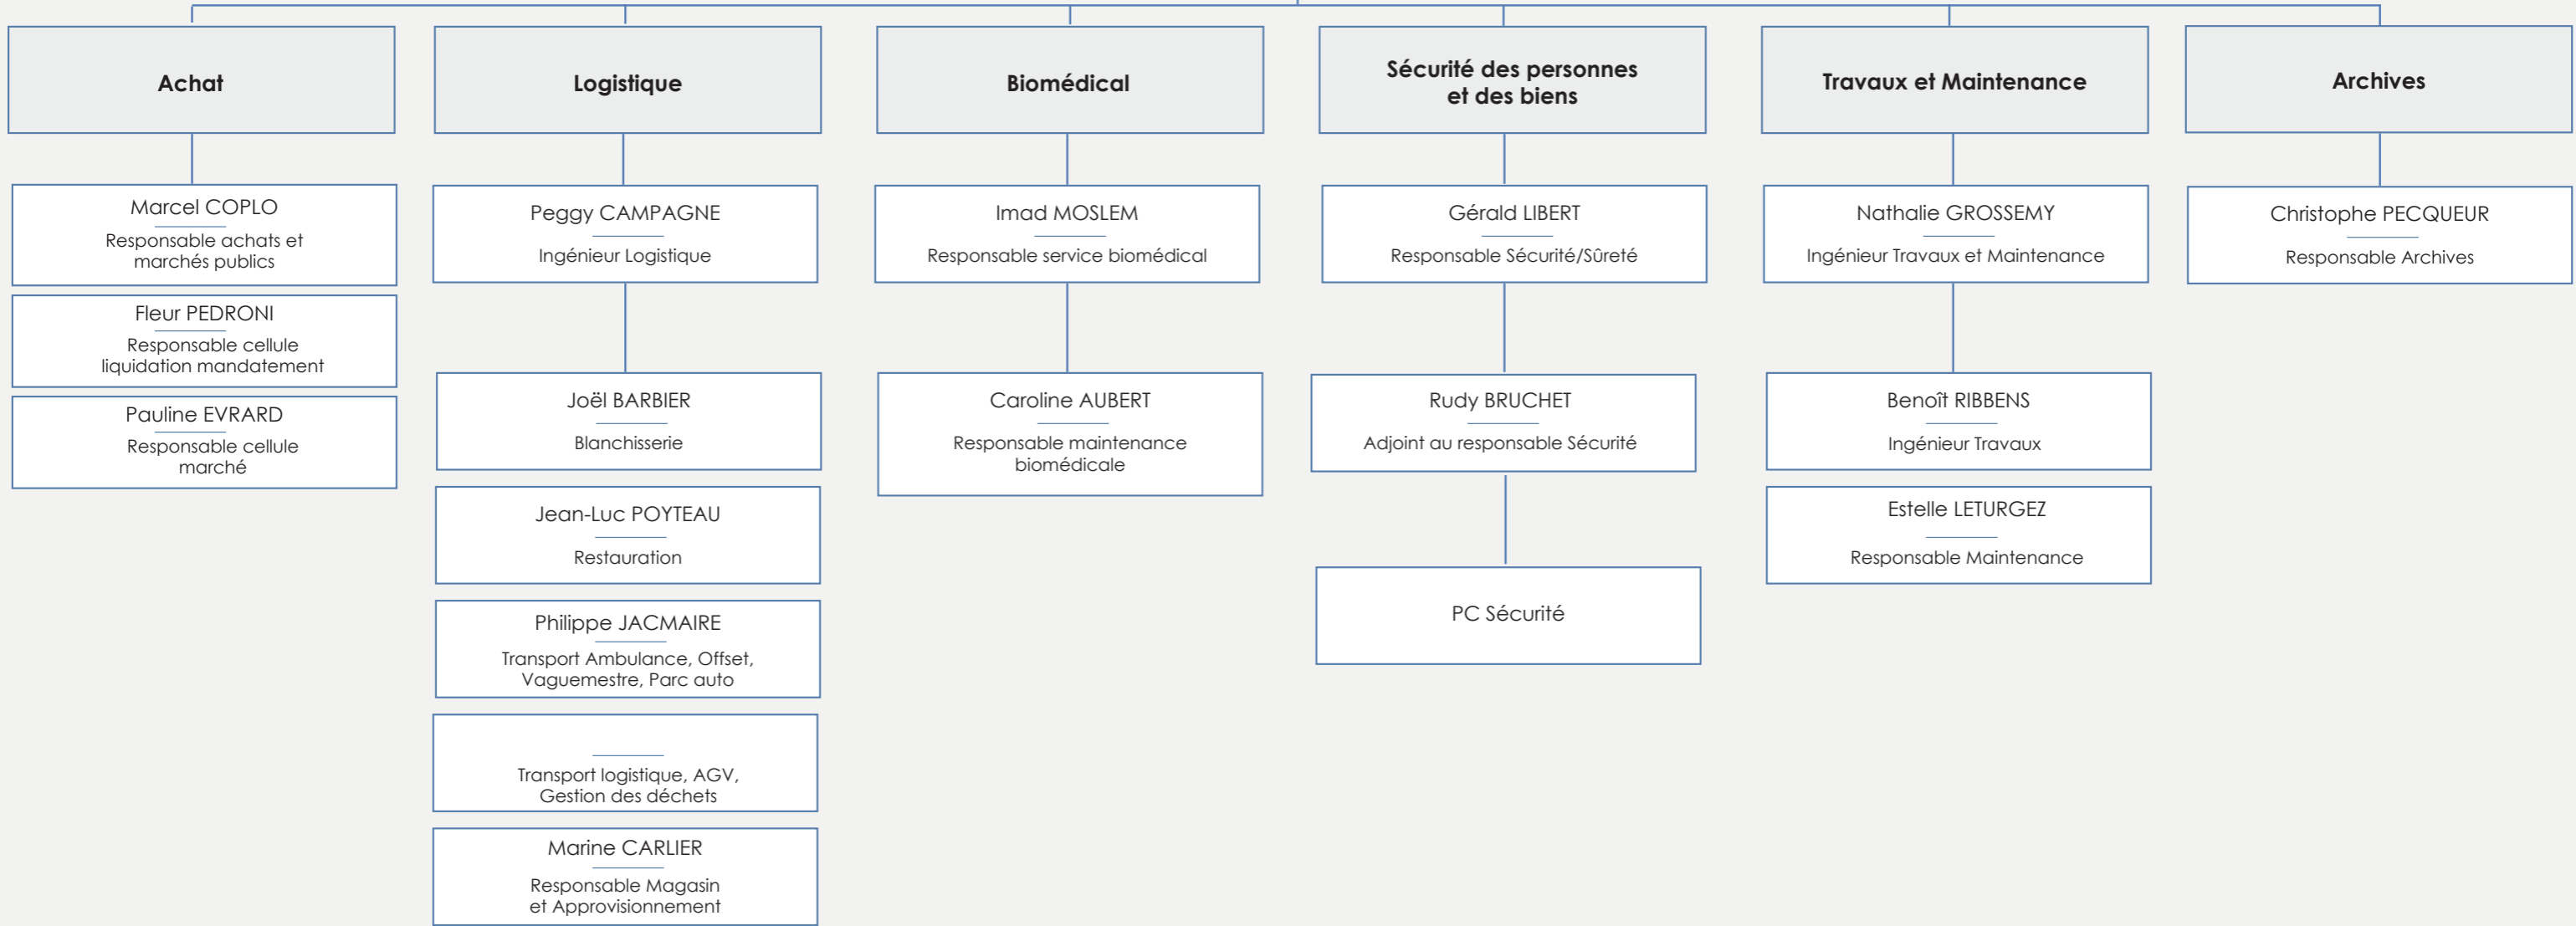 Achat
Marcel COPLO
Responsable achats et
marchés publics
Fleur PEDRONI
Responsable cellule
liquidation mandatement
Pauline EVRARD
Responsable cellule
marché
Logistique
Peggy CAMPAGNE
Ingénieur Logistique
Joël BARBIER
Blanchisserie
Jean-Luc POYTEAU
Restauration
Philippe JACMAIRE
Transport Ambulance, Offset,
Vaguemestre, Parc auto
Transport logistique, AGV,
Gestion des déchets
Marine CARLIER
Responsable Magasin
et Approvisionnement
Biomédical
Imad MOSLEM
Responsable service biomédical
Caroline AUBERT
Responsable maintenance
biomédicale
Sécurité des personnes
et des biens
Gérald LIBERT
Responsable Sécurité/Sûreté
Rudy BRUCHET
Adjoint au responsable Sécurité
PC Sécurité
Travaux et Maintenance
Nathalie GROSSEMY
Ingénieur Travaux et Maintenance
Benoît RIBBENS
Ingénieur Travaux
Estelle LETURGEZ
Responsable Maintenance
Archives
Christophe PECQUEUR
Responsable Archives